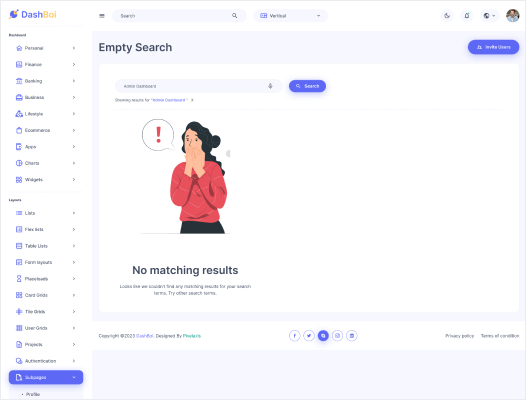 DashBoi
Search
Vertical
Dashboard
Personal
Finance
Banking
Business
Lifestyle
Ecommerce
Apps
Charts
Widgets
Layouts
Lists
Flex lists
Table Lists
Form layouts
Placeloads
Card Grids
Tile Grids
User Grids
Projects
Authentication
Subpages
Profile
Empty Search
Invite Users
Admin Dashboard
Search
Showing results for "Admin Dashboard" X
No matching results
Looks like we couldn't find any matching results for your search
terms. Try other search terms.
Copyright ©2023 DashBoi. Designed By Pixelaxis
Privacy policy
Terms of condition